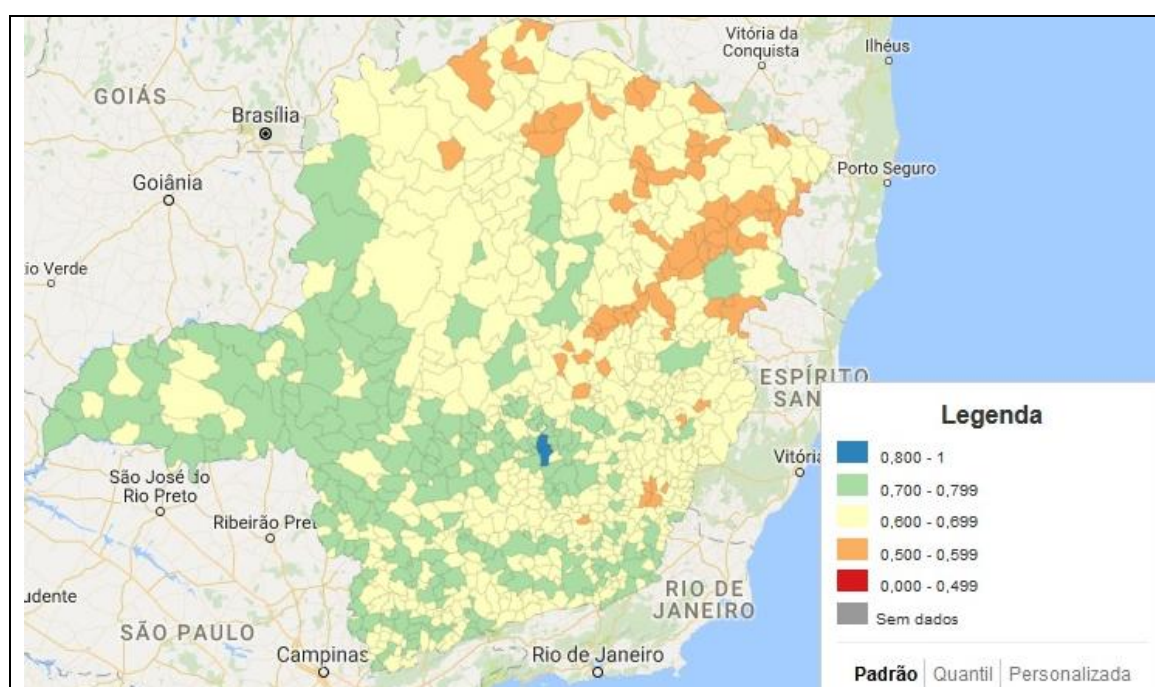 Vitória da
Conquista
Ilhéus
GOIÁS
Brasília
Goiânia
Porto Seguro
io Verde
ESPÍRITO
SAN
Vitória
São José do
Rio Preto
Ribeirão Pret
udente
RIO DE
JANEIRO
SÃO PAULO
Campinas
Rio de Janeiro
Legenda
0,800 - 1
0,700 - 0,799
0,600 - 0,699
0,500 - 0,599
0,000 - 0,499
Sem dados
Padrão | Quantil | Personalizada